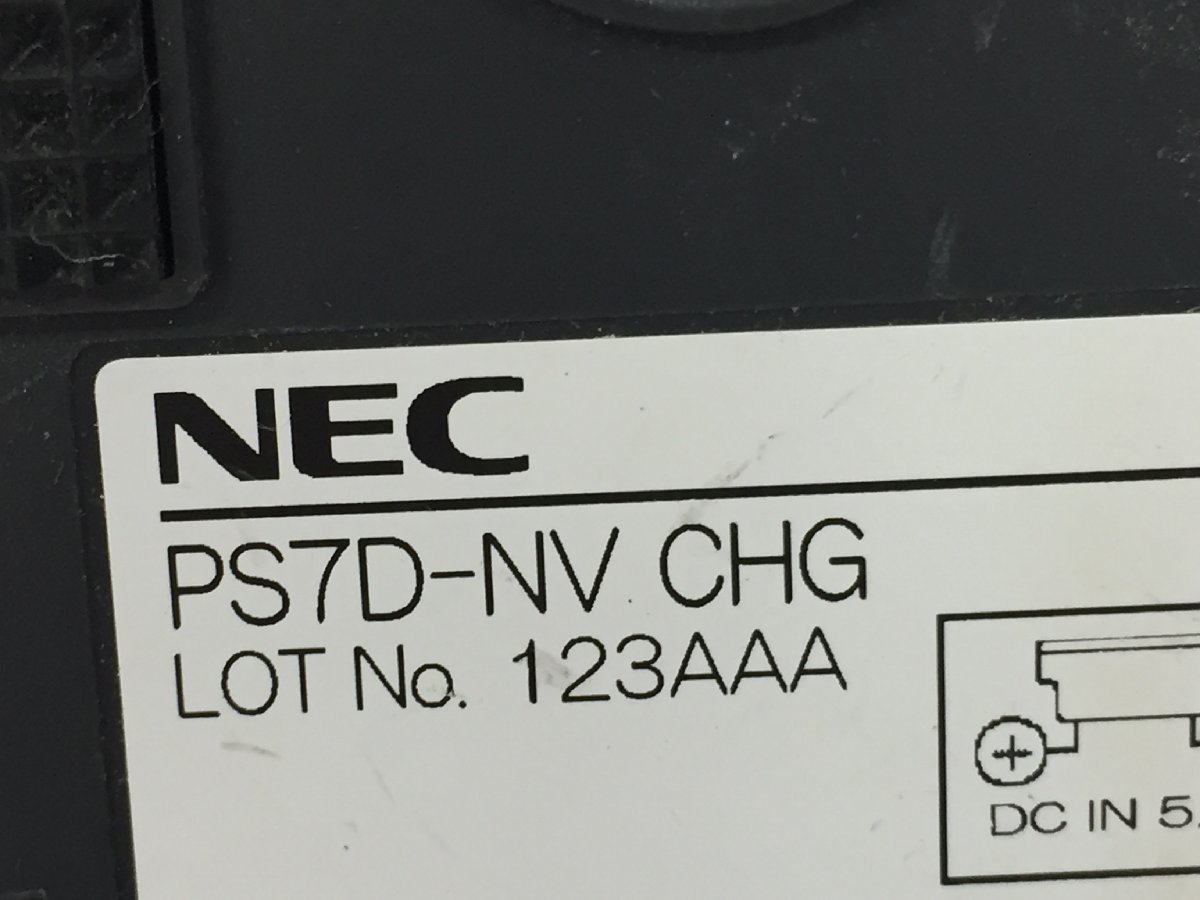 NEC
PS7D-NV CHG
LOT No. 123AAA
DC IN 5.